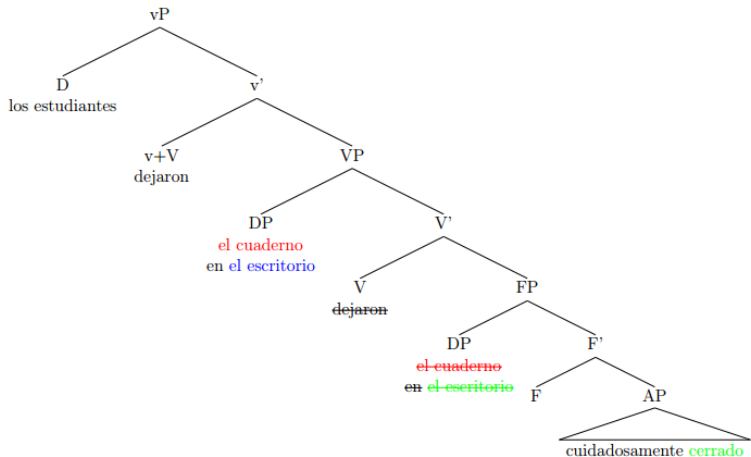 vP
D
los estudiantes
v'
v+V
dejaron
VP
DP
el cuaderno
en el escritorio
V'
V
dejaron
FP
DP
el cuaderno
en el escritorio
F'
F
AP
cuidadosamente cerrado